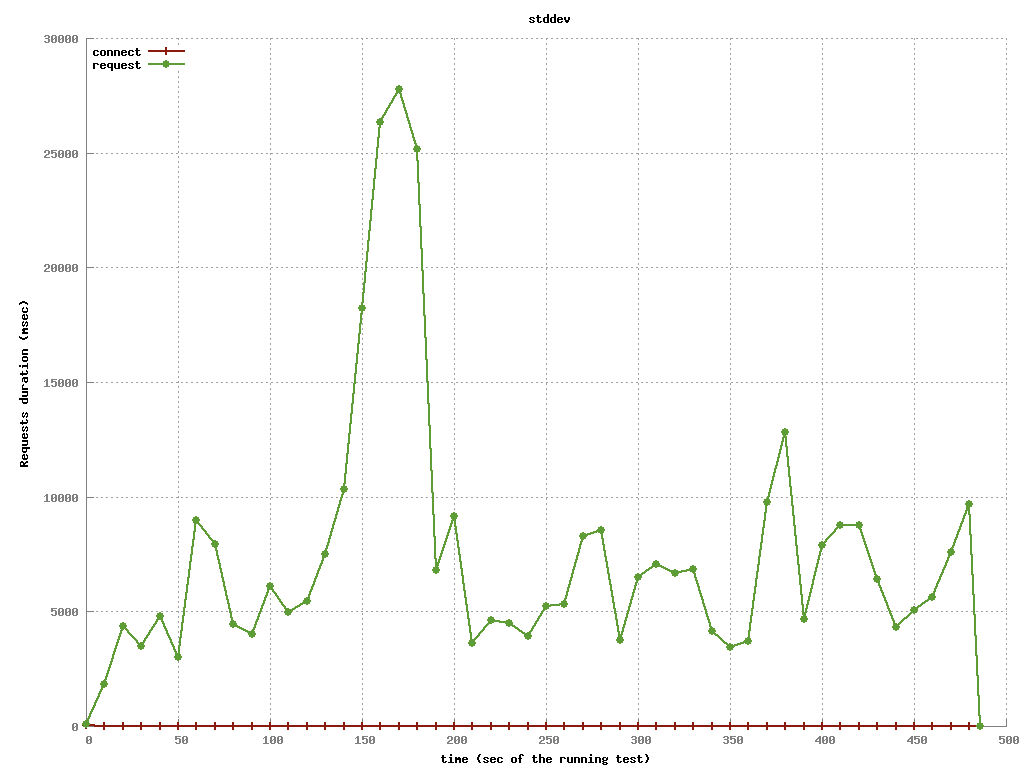 stddev
connect
request
30000
25000
20000
15000
10000
5000
0
Requests duration (msec)
0 50 100 150 200 250 300 350 400 450 500
time (sec of the running test)